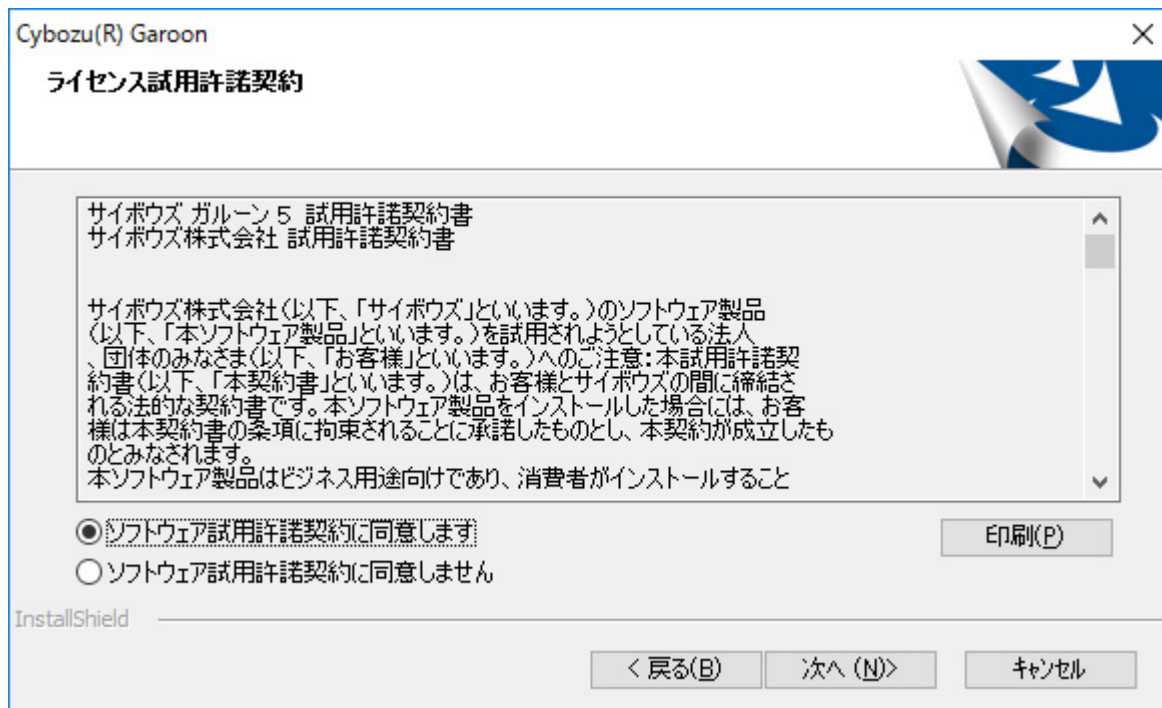 Cybozu(R) Garoon
ライセンス試用許諾契約
サイボウズ ガルーン 5 試用許諾契約書
サイボウズ株式会社 試用許諾契約書
サイボウズ株式会社(以下、「サイボウズ」といいます。)のソフトウェア製品
(以下、「本ソフトウェア製品」といいます。)を試用されようとしている法人
、団体のみなさま(以下、「お客様」といいます。)へのご注意:本試用許諾契
約書(以下、「本契約書」といいます。)は、お客様とサイボウズの間に締結さ
れる法的な契約書です。本ソフトウェア製品をインストールした場合には、お客
様は本契約書の条項に拘束されることに承諾したものとし、本契約が成立したも
のとみなされます。
本ソフトウェア製品はビジネス用途向けであり、消費者がインストールすること
ソフトウェア試用許諾契約に同意します
印刷(P)
ソフトウェア試用許諾契約に同意しません
InstallShield
< 戻る(B)
次へ (N)>
キャンセル